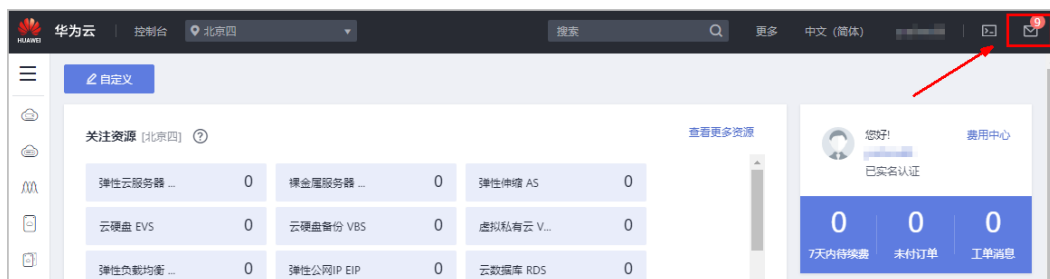 HUAWEI 华为云 控制台 北京四 搜索 更多 中文 (简体) 9
自定义
关注资源 [北京四] ? 查看更多资源
您好! 费用中心
已实名认证
弹性云服务器 ... 0 裸金属服务器 ... 0 弹性伸缩 AS 0
云硬盘 EVS 0 云硬盘备份 VBS 0 虚拟私有云 V... 0
0 0 0
7天内待续费 未付订单 工单消息
弹性负载均衡 ... 0 弹性公网IP EIP 0 云数据库 RDS 0